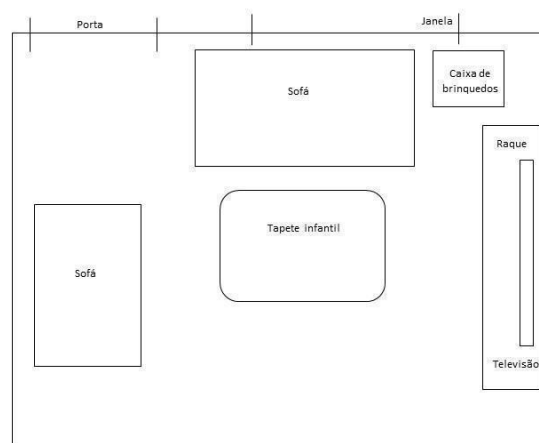 Porta
Janela
Caixa de
brinquedos
Sofá
Raque
Tapete infantil
Sofá
Televisão